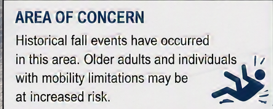 AREA OF CONCERN
Historical fall events have occurred
in this area. Older adults and individuals
with mobility limitations may be
at increased risk.